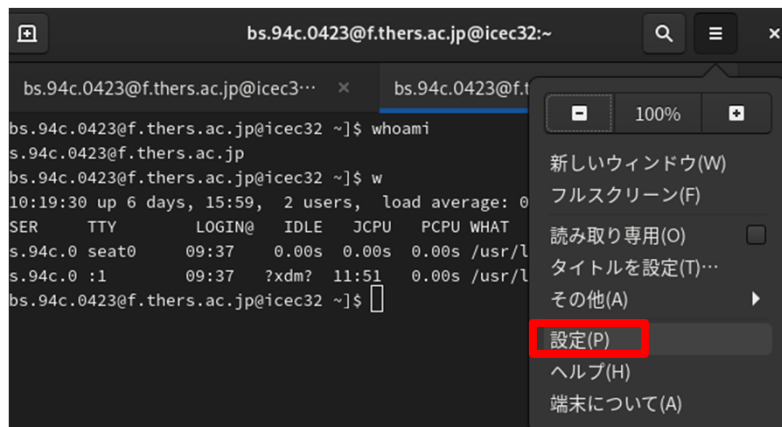 bs.94c.0423@f.thers.ac.jp@icec32:~
bs.94c.0423@f.thers.ac.jp@icec3…
bs.94c.0423@f.t
bs.94c.0423@f.thers.ac.jp@icec32 ~]$ whoami
s.94c.0423@f.thers.ac.jp
bs.94c.0423@f.thers.ac.jp@icec32 ~]$ w
10:19:30 up 6 days, 15:59, 2 users, load average: 0
SER TTY LOGIN@ IDLE JCPU PCPU WHAT
s.94c.0 seat0 09:37 0.00s 0.00s 0.00s /usr/l
s.94c.0 :1 09:37 ?xdm? 11:51 0.00s /usr/l
bs.94c.0423@f.thers.ac.jp@icec32 ~]$
100%
新しいウィンドウ(W)
フルスクリーン(F)
読み取り専用(O)
タイトルを設定(T)…
その他(A)
設定(P)
ヘルプ(H)
端末について(A)